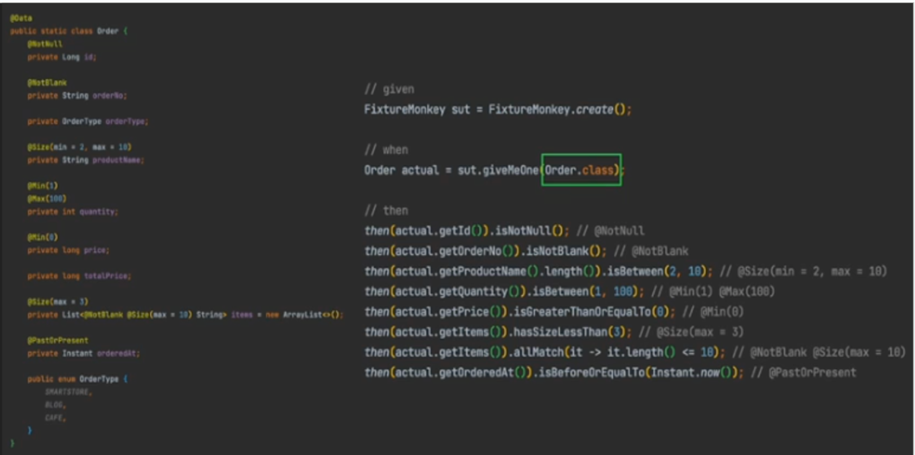 @Data
public static class Order {
@NotNull
private Long id;
@NotBlank
private String orderNo;
private OrderType orderType;
@Size(min = 2, max = 10)
private String productName;
@Min(1)
@Max(100)
private int quantity;
@Min(0)
private long price;
private long totalPrice;
@Size(max = 3)
private List<@NotBlank @Size(max = 10) String> items = new ArrayList<>();
@PastOrPresent
private Instant orderedAt;
public enum OrderType {
SMARTSTORE,
BLOG,
CAFE,
}
}
// given
FixtureMonkey sut = FixtureMonkey.create();
// when
Order actual = sut.giveMeOne(Order.class);
// then
then(actual.getId()).isNotNull(); // @NotNull
then(actual.getOrderNo()).isNotBlank(); // @NotBlank
then(actual.getProductName().length()).isBetween(2, 10); // @Size(min = 2, max = 10)
then(actual.getQuantity()).isBetween(1, 100); // @Min(1) @Max(100)
then(actual.getPrice()).isGreaterThanOrEqualTo(0); // @Min(0)
then(actual.getItems()).hasSizeLessThan(3); // @Size(max = 3)
then(actual.getItems()).allMatch(it -> it.length() <= 10); // @NotBlank @Size(max = 10)
then(actual.getOrderedAt()).isBeforeOrEqualTo(Instant.now()); // @PastOrPresent